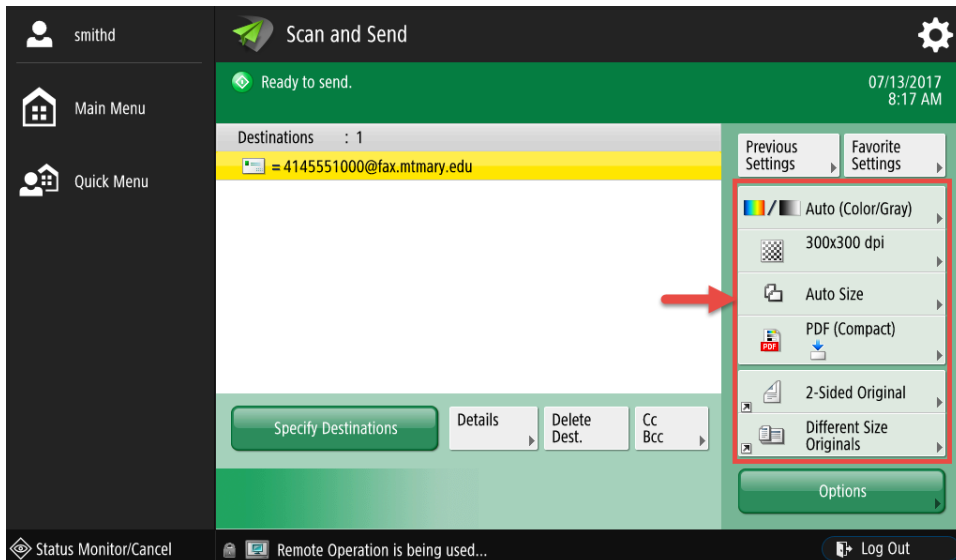 smithd
Scan and Send
Main Menu
Quick Menu
Ready to send.
07/13/2017
8:17 AM
Destinations : 1
= 4145551000@fax.mtmary.edu
Previous
Settings
Favorite
Settings
Auto (Color/Gray)
300x300 dpi
Auto Size
PDF (Compact)
PDF
2-Sided Original
Different Size
Originals
Specify Destinations
Details
Delete
Dest.
Cc
Bcc
Options
Status Monitor/Cancel
Remote Operation is being used...
Log Out